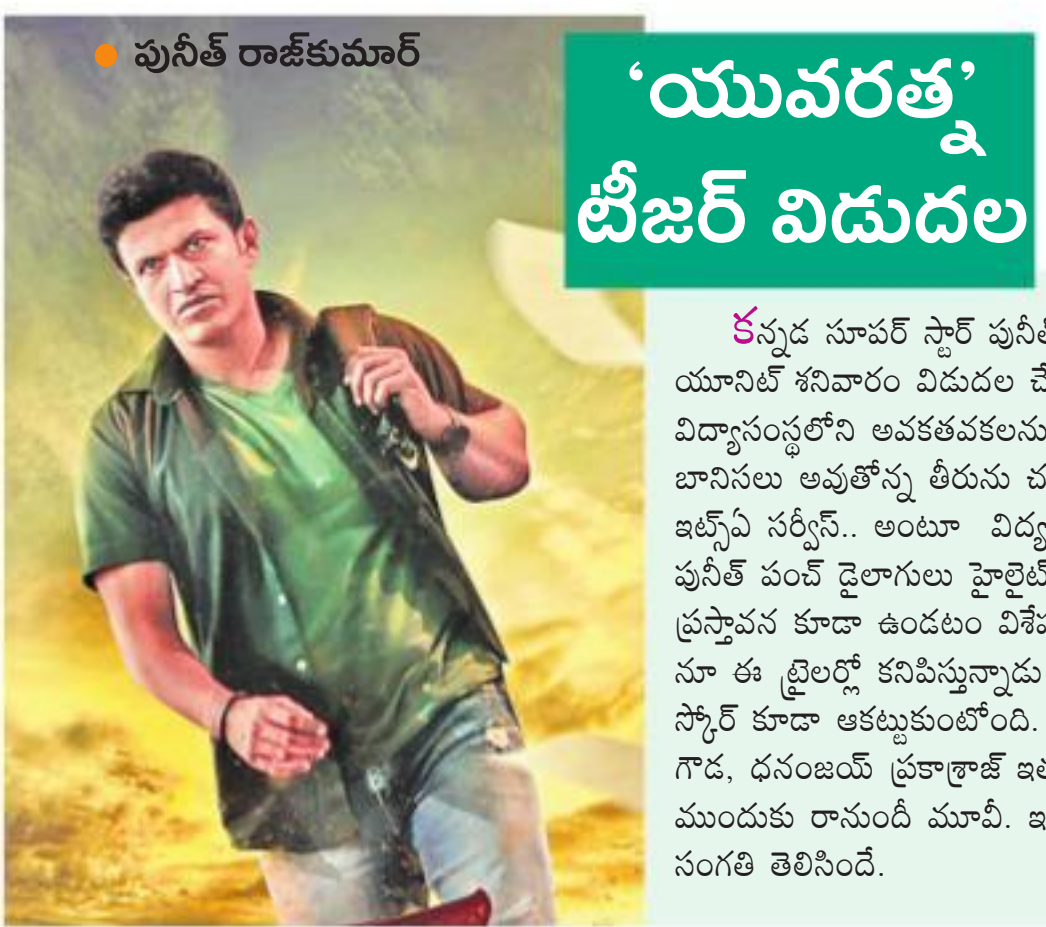 పునీత్ రాజ్‌కుమార్
‘యువరత్న’
టీజర్ విడుదల
కన్నడ సూపర్ స్టార్
యూనిట్ శనివారం విడుదల
విద్యాసంస్థలోని అవకతవకలను
బానిసలు అవుతోన్న తీరును
ఇట్స్ఏ సర్వీస్.. అంటూ
పునీత్ పంచ్ డైలాగులు హైలైట్
ప్రస్తావన కూడా ఉండటం
నూ ఈ ట్రైలర్లో కనిపిస్తున్నాడు
స్కోర్ కూడా ఆకట్టుకుంటోంది.
గౌడ, ధనంజయ్ ప్రకాశ్రాజ్
ముందుకు రానుందీ మూవీ.
సంగతి తెలిసిందే.